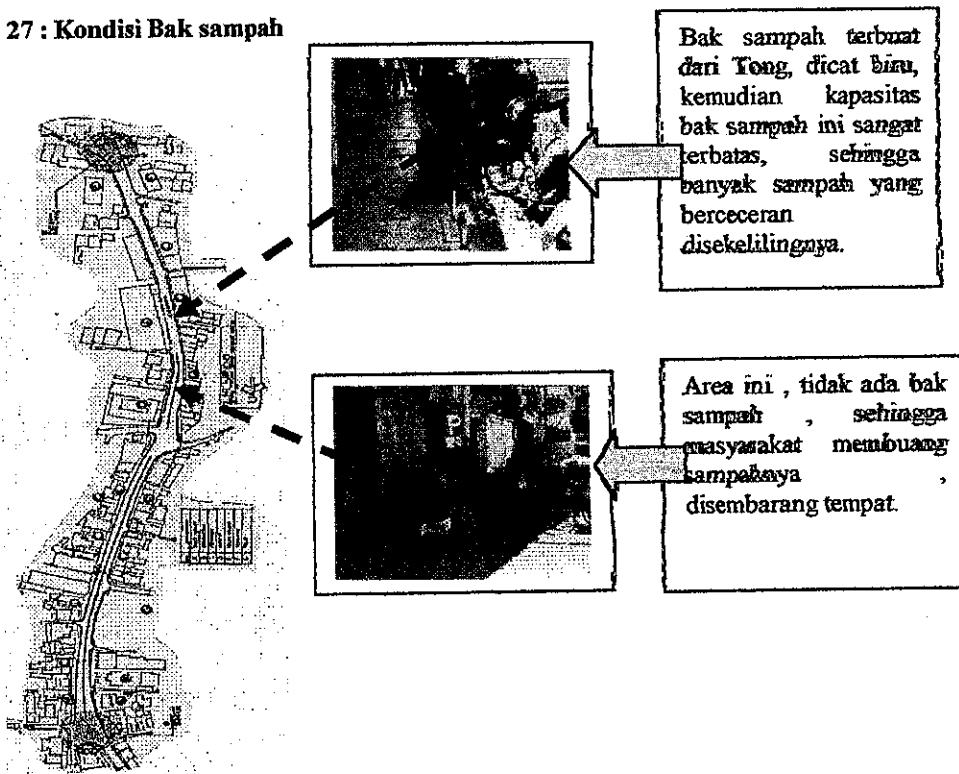 27 : Kondisi Bak sampah
Bak sampah terbuat
dari Tong, dicat biru,
kemudian kapasitas
bak sampah ini sangat
terbatas, sehingga
banyak sampah yang
berceceran
disekelilingnya.
Area ini , tidak ada bak
sampah , sehingga
masyarakat membuang
sampahnya ,
disembarang tempat.